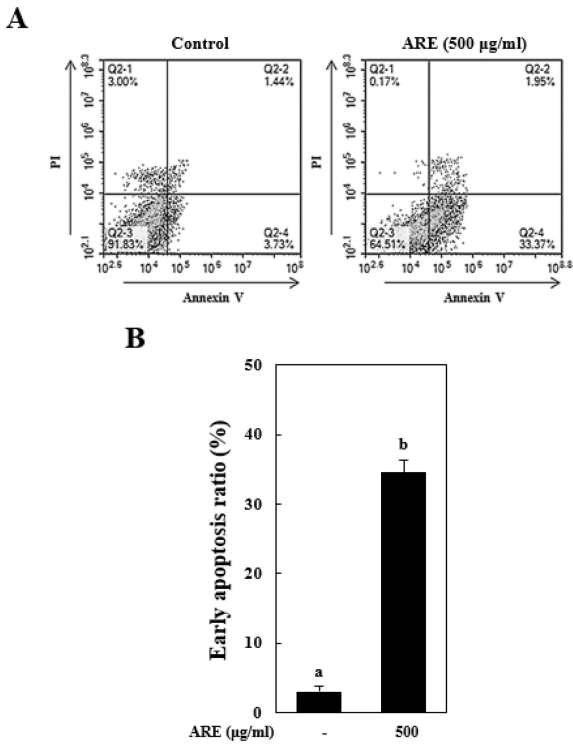 A
Control
ARE (500 μg/ml)
Q2-1
3.00%
Q2-2
1.44%
Q2-3
91.83%
Q2-4
3.73%
PI
10^8.3
10^7
10^6
10^5
10^4
10^2.1
10^2.6 10^4 10^5 10^6 10^7 10^8
Annexin V
Q2-1
0.17%
Q2-2
1.95%
Q2-3
64.51%
Q2-4
33.37%
PI
10^8.2
10^7
10^6
10^5
10^4
10^2.1
10^2.6 10^4 10^5 10^6 10^7 10^8.8
Annexin V
B
Early apoptosis ratio (%)
50
40
30
20
10
0
a
b
ARE (μg/ml) - 500